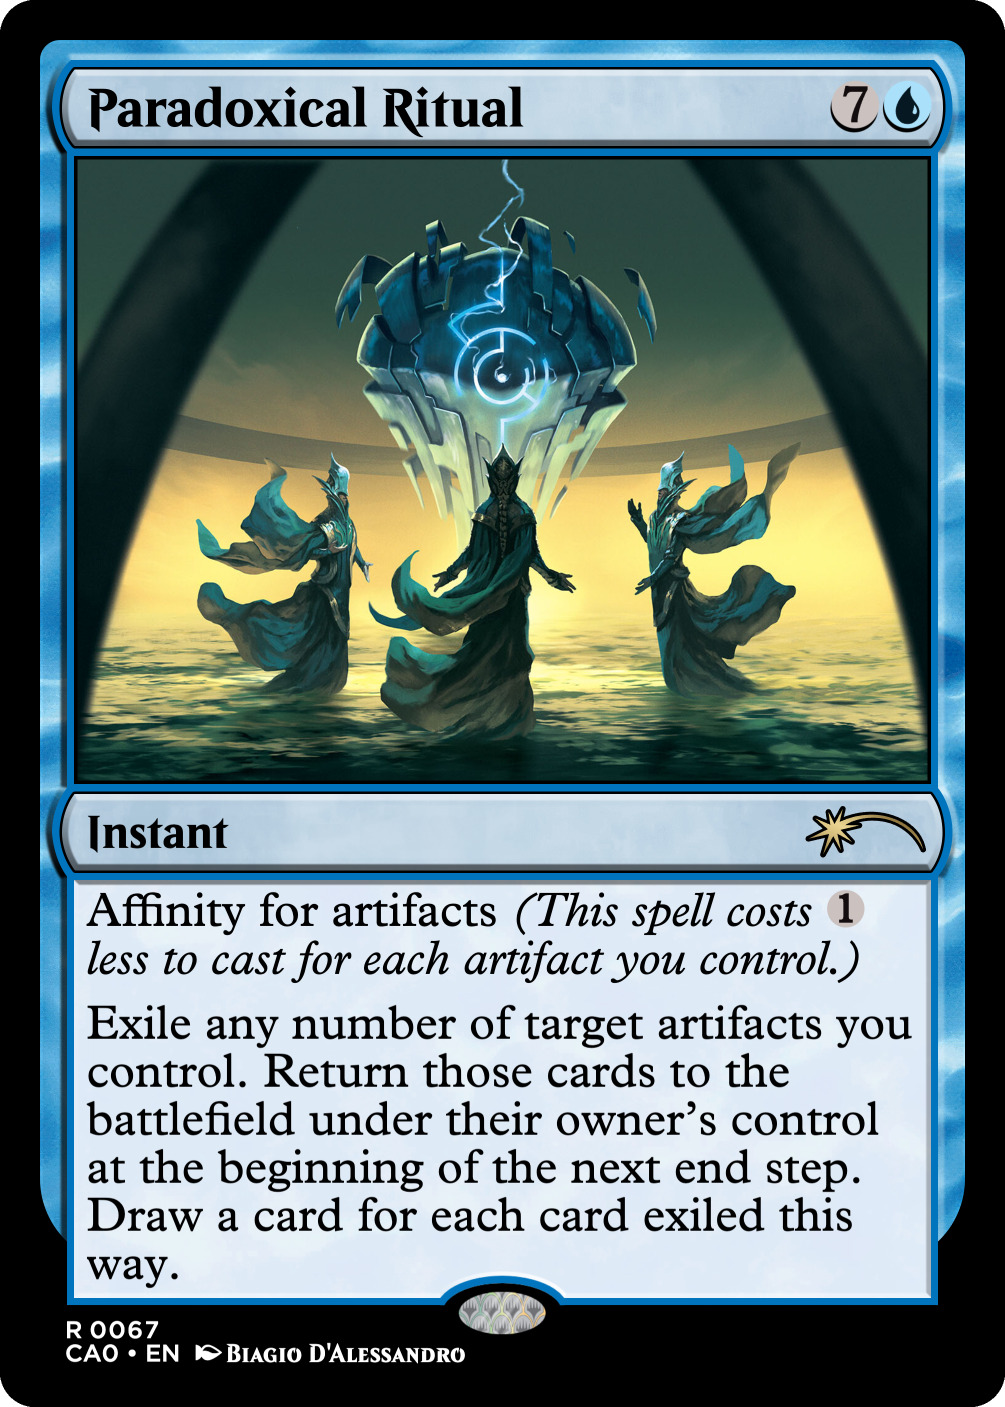 Paradoxical Ritual 7
Instant
Affinity for artifacts (This spell costs 1
less to cast for each artifact you control.)
Exile any number of target artifacts you
control. Return those cards to the
battlefield under their owner’s control
at the beginning of the next end step.
Draw a card for each card exiled this
way.
R 0067
CAO • EN BIAGIO D'ALESSANDRO